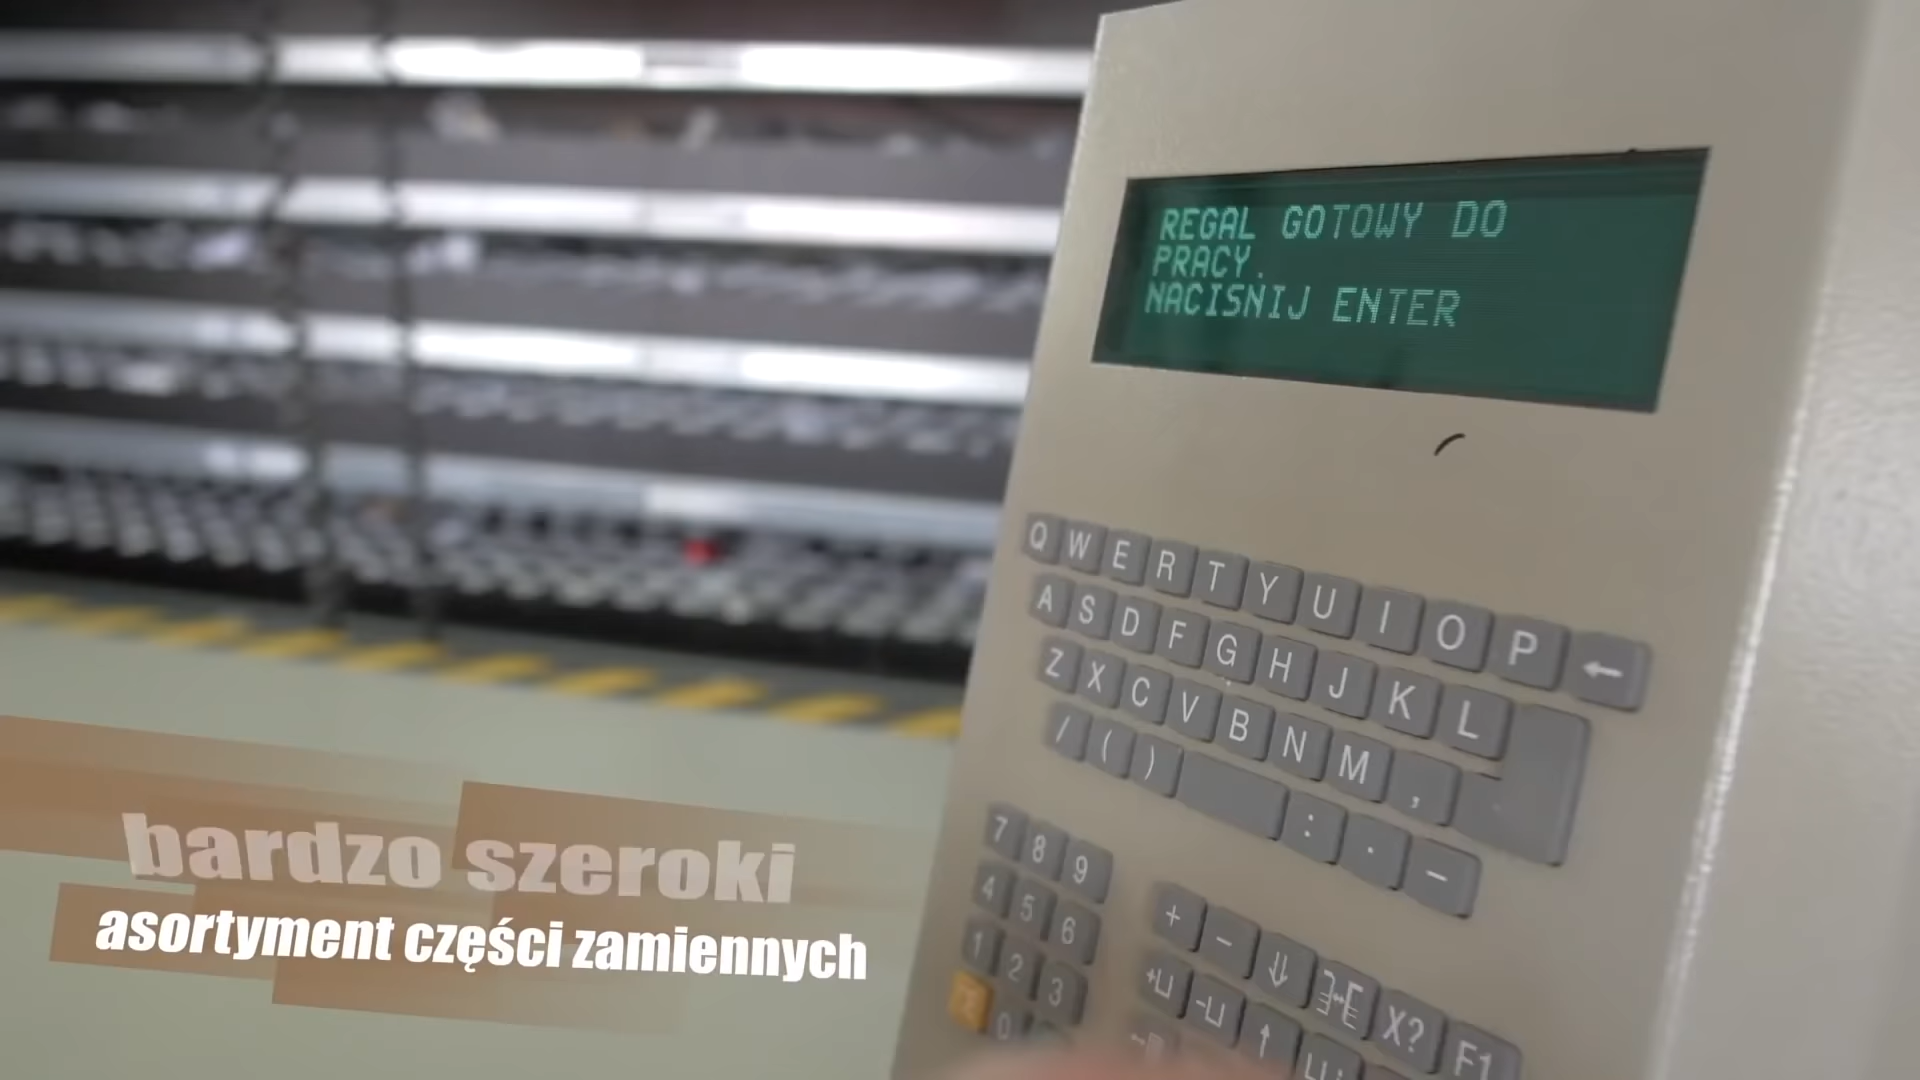 REGAL GOTOWY DO
PRACY.
NACISNIJ ENTER
Q W E R T Y U I O P ←
A S D F G H J K L
Z X C V B N M ,
/ ( ) : . –
7 8 9
4 5 6
1 2 3
0
+ – ⇓ X? F1
+⊔ -⊔ ↑
bardzo szeroki
asortyment części zamiennych